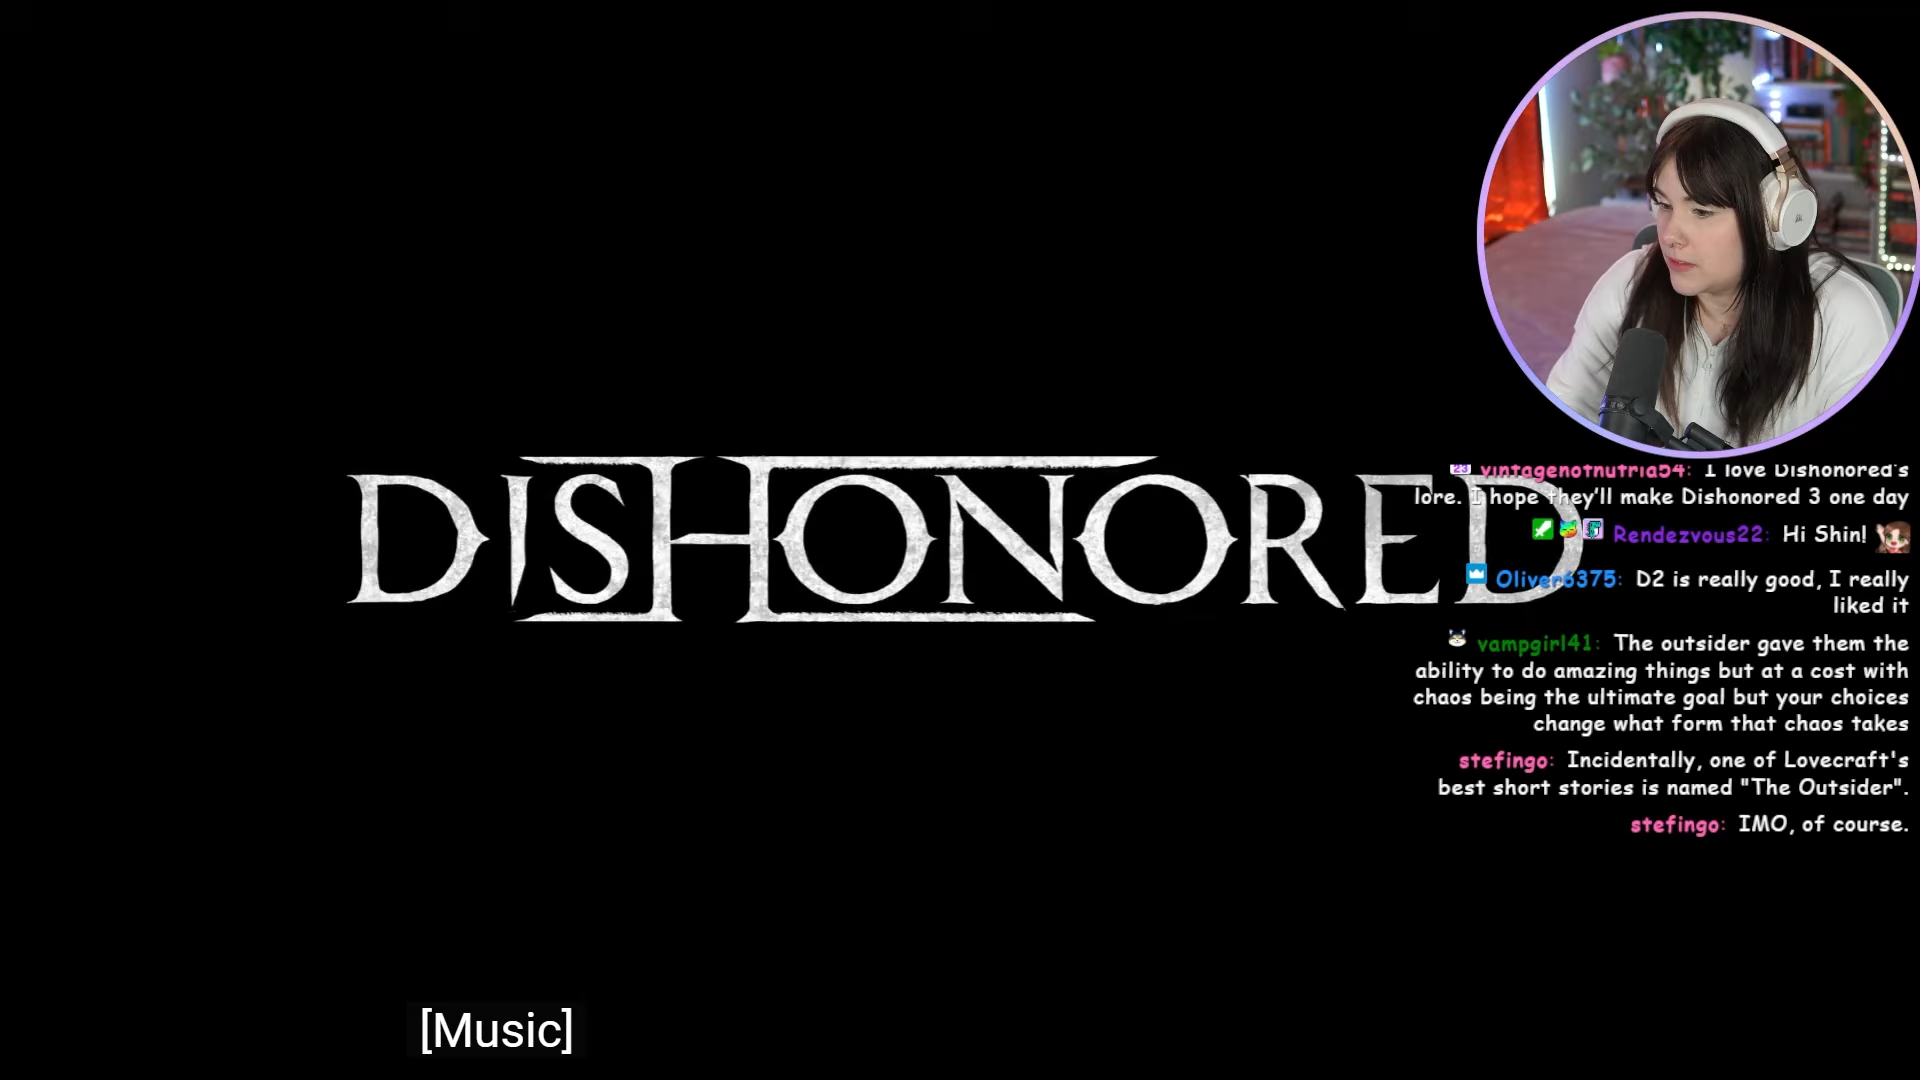 DISHONORED
23 vintagenotnutria54: I love Dishonored's
lore. I hope they'll make Dishonored 3 one day
Rendezvous22: Hi Shin!
Oliver6375: D2 is really good, I really
liked it
vampgirl41: The outsider gave them the
ability to do amazing things but at a cost with
chaos being the ultimate goal but your choices
change what form that chaos takes
stefingo: Incidentally, one of Lovecraft's
best short stories is named "The Outsider".
stefingo: IMO, of course.
[Music]